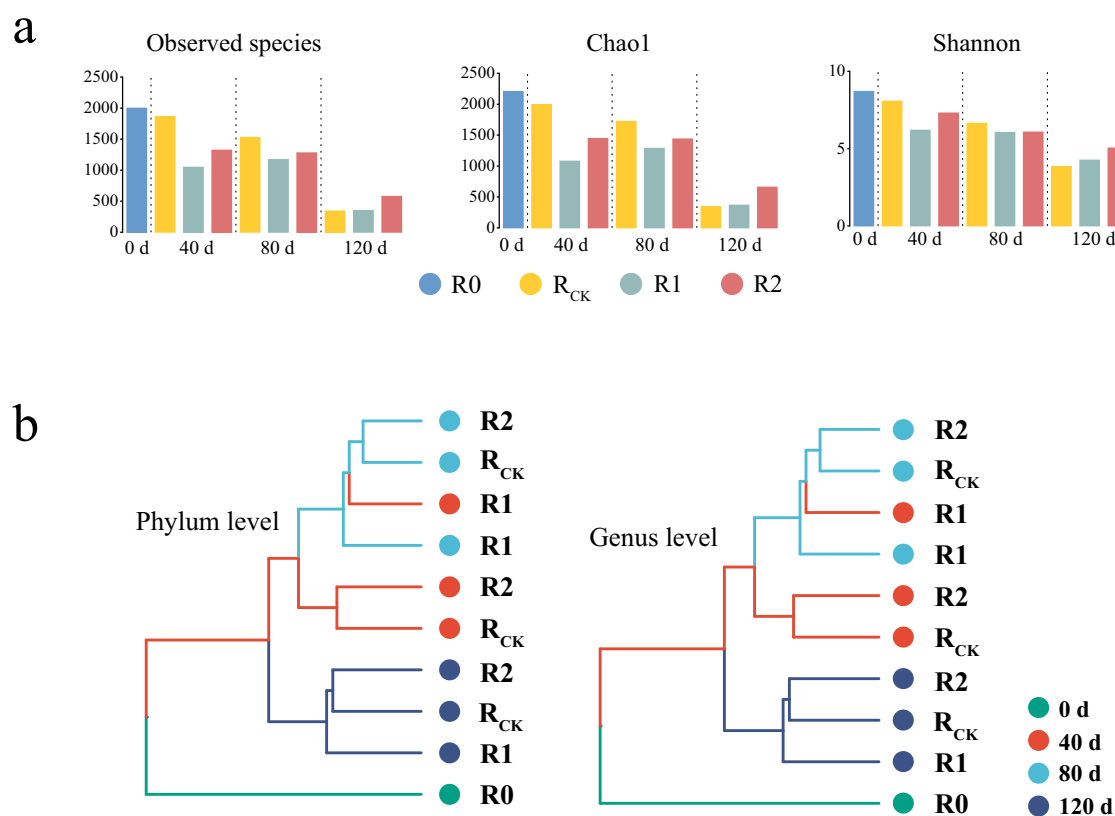 a
Observed species
2500
2000
1500
1000
500
0
0 d 40 d 80 d 120 d
Chao1
2500
2000
1500
1000
500
0
0 d 40 d 80 d 120 d
Shannon
10
5
0
0 d 40 d 80 d 120 d
R0 RCK R1 R2
b
Phylum level
R2
RCK
R1
R1
R2
RCK
R2
RCK
R1
R0
Genus level
R2
RCK
R1
R1
R2
RCK
R2
RCK
R1
R0
0 d
40 d
80 d
120 d